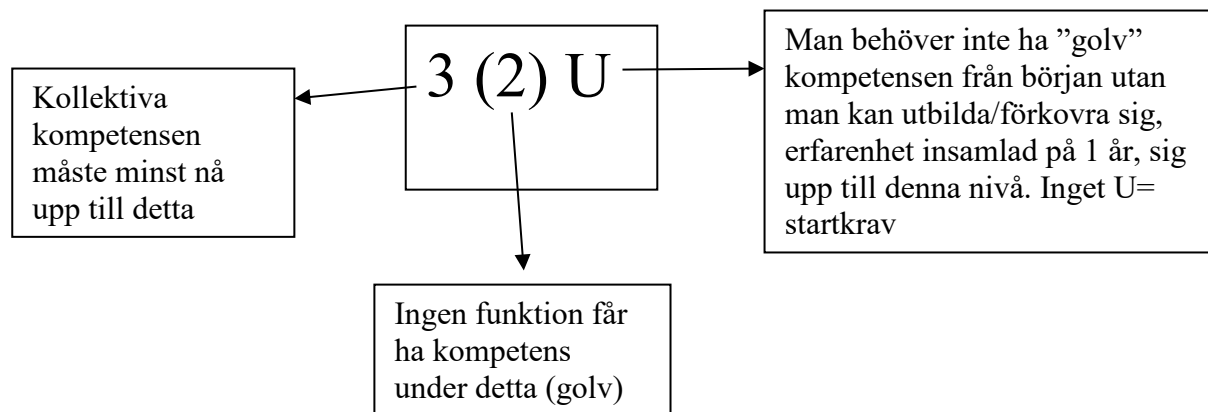 3 (2) U
Kollektiva
kompetensen
måste minst nå
upp till detta
Man behöver inte ha ”golv”
kompetensen från början utan
man kan utbilda/förkovra sig,
erfarenhet insamlad på 1 år, sig
upp till denna nivå. Inget U=
startkrav
Ingen funktion får
ha kompetens
under detta (golv)